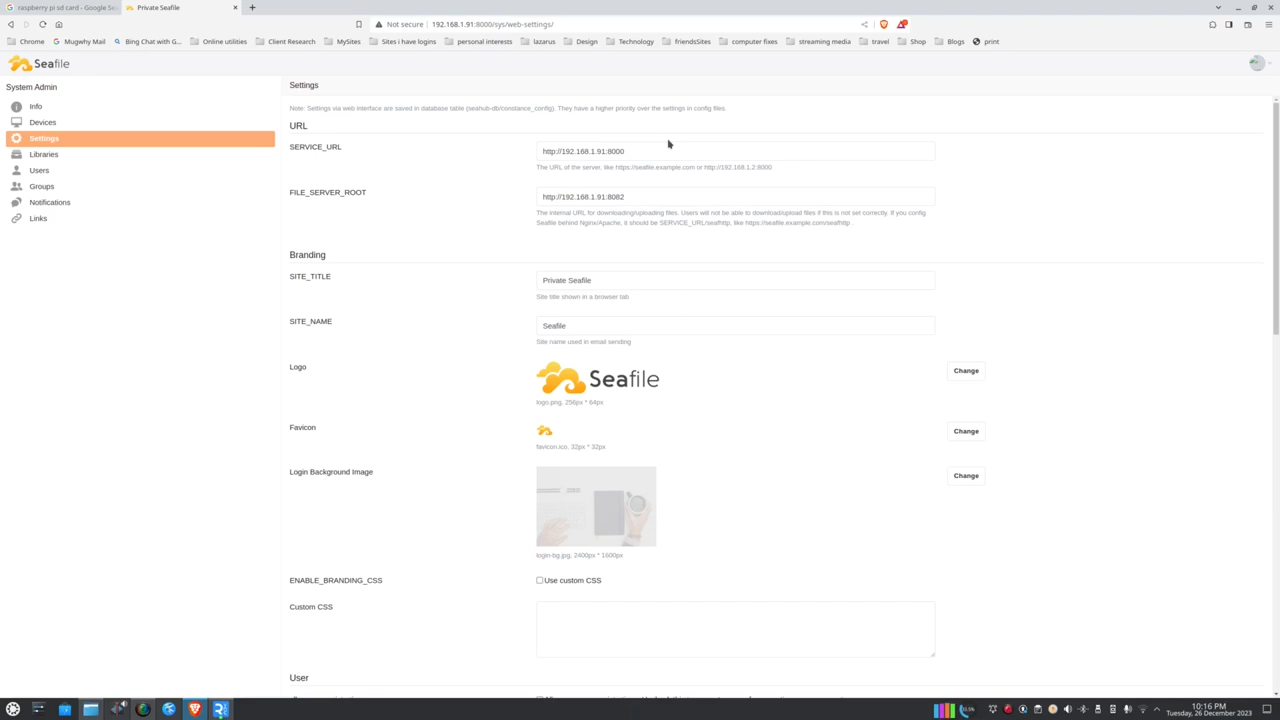 raspberry pi sd card - Google Se
Private Seafile
Not secure 192.168.1.91:8000/sys/web-settings/
Chrome Mugwhy Mail Bing Chat with G... Online utilities Client Research MySites Sites i have logins personal interests lazarus Design Technology friendsSites computer fixes streaming media travel Shop Blogs print
Seafile
System Admin
Info
Devices
Settings
Libraries
Users
Groups
Notifications
Links
Settings
Note: Settings via web interface are saved in database table (seahub-db/constance_config). They have a higher priority over the settings in config files.
URL
SERVICE_URL
http://192.168.1.91:8000
The URL of the server, like https://seafile.example.com or http://192.168.1.2:8000
FILE_SERVER_ROOT
http://192.168.1.91:8082
The internal URL for downloading/uploading files. Users will not be able to download/upload files if this is not set correctly. If you config
Seafile behind Nginx/Apache, it should be SERVICE_URL/seafhttp, like https://seafile.example.com/seafhttp .
Branding
SITE_TITLE
Private Seafile
Site title shown in a browser tab
SITE_NAME
Seafile
Site name used in email sending
Logo
Seafile
Change
logo.png, 256px * 64px
Favicon
Change
favicon.ico, 32px * 32px
Login Background Image
Change
login-bg.jpg, 2400px * 1600px
ENABLE_BRANDING_CSS
Use custom CSS
Custom CSS
User
10:16 PM
Tuesday, 26 December 2023